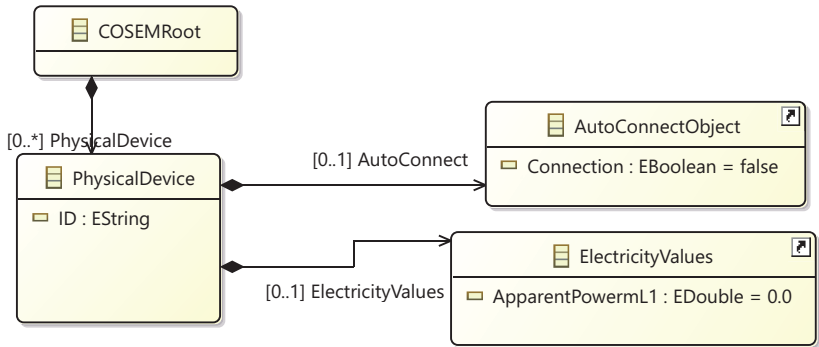 COSEMRoot
[0..*] PhysicalDevice
PhysicalDevice
ID : EString
[0..1] AutoConnect
AutoConnectObject
Connection : EBoolean = false
[0..1] ElectricityValues
ElectricityValues
ApparentPowermL1 : EDouble = 0.0